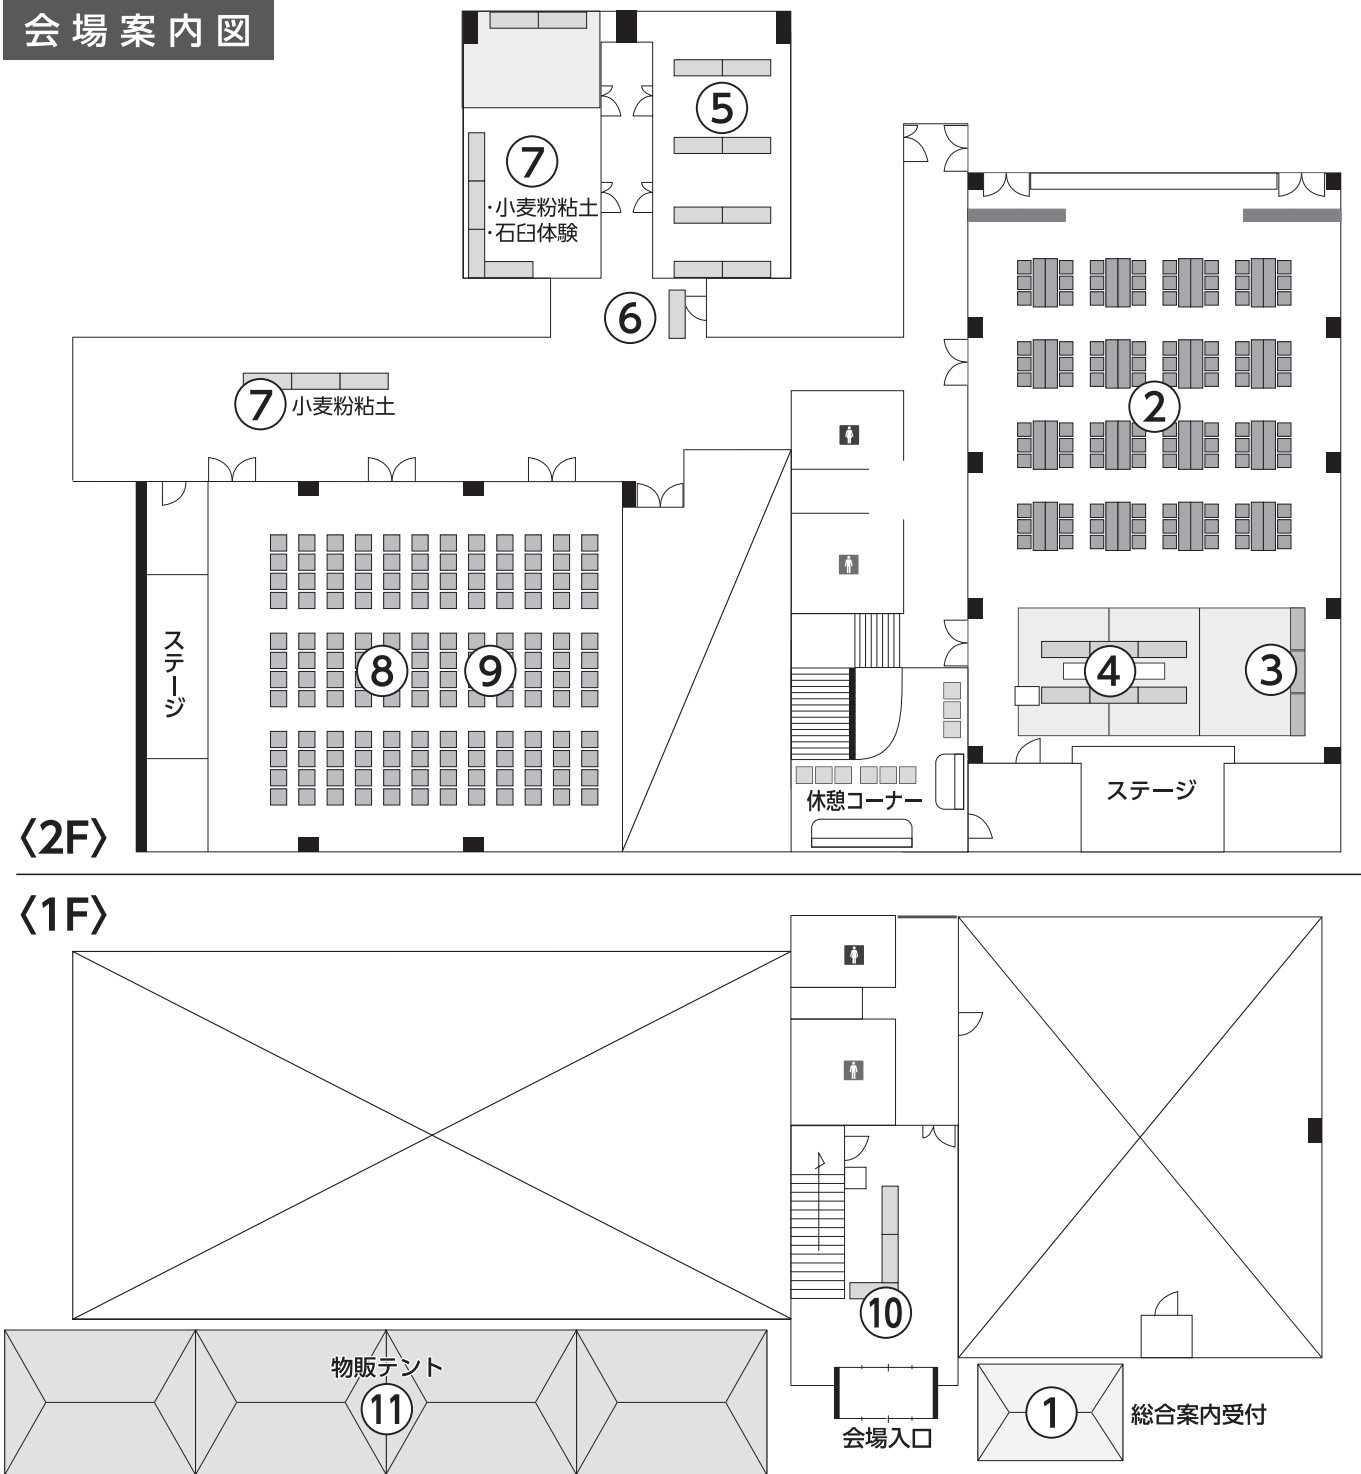 会場案内図
⑤
⑦
・小麦粉粘土
・石臼体験
⑥
⑦ 小麦粉粘土
②
⑧ ⑨
④ ③
ステージ
休憩コーナー
ステージ
〈2F〉
〈1F〉
⑩
物販テント
⑪
会場入口
① 総合案内受付